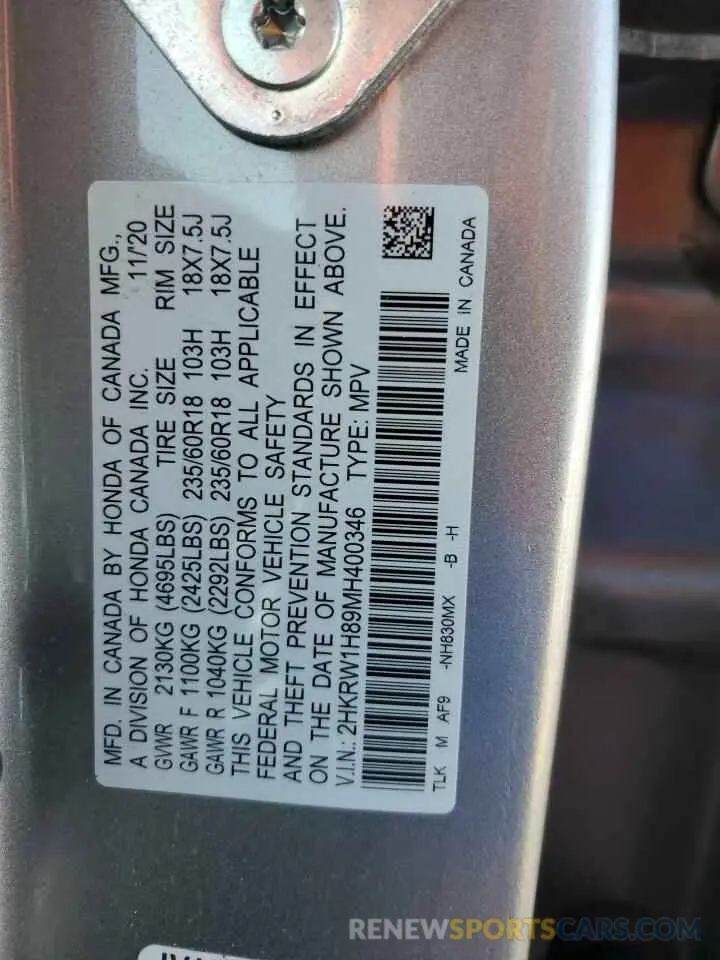 MFD. IN CANADA BY HONDA OF CANADA MFG.,
A DIVISION OF HONDA CANADA INC. 11/'20
GVWR 2130KG (4695LBS) TIRE SIZE RIM SIZE
GAWR F 1100KG (2425LBS) 235/60R18 103H 18X7.5J
GAWR R 1040KG (2292LBS) 235/60R18 103H 18X7.5J
THIS VEHICLE CONFORMS TO ALL APPLICABLE
FEDERAL MOTOR VEHICLE SAFETY
AND THEFT PREVENTION STANDARDS IN EFFECT
ON THE DATE OF MANUFACTURE SHOWN ABOVE.
V.I.N.: 2HKRW1H89MH400346 TYPE: MPV
TLK M AF9 -NH830MX -B -H
MADE IN CANADA
RENEWSPORTSCARS.COM